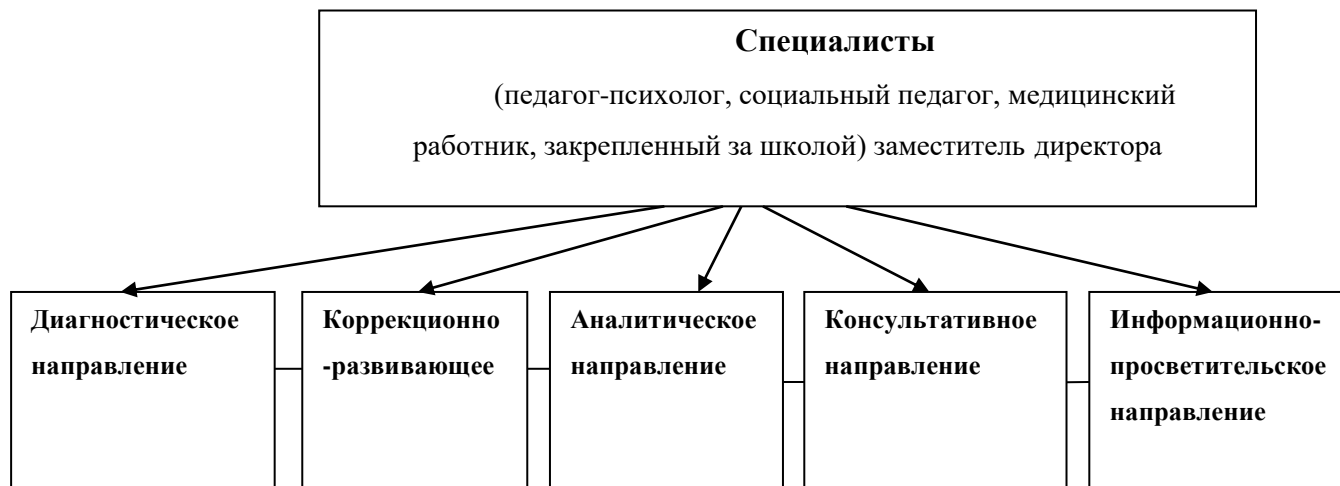 Специалисты
(педагог-психолог, социальный педагог, медицинский
работник, закрепленный за школой) заместитель директора
Диагностическое
направление
Коррекционно
-развивающее
Аналитическое
направление
Консультативное
направление
Информационно-
просветительское
направление